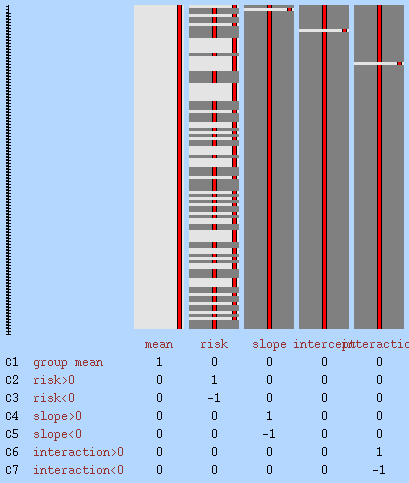 1
mean risk slope intercept interactio
C1 group mean 1 0 0 0 0
C2 risk>0 0 1 0 0 0
C3 risk<0 0 -1 0 0 0
C4 slope>0 0 0 1 0 0
C5 slope<0 0 0 -1 0 0
C6 interaction>0 0 0 0 0 1
C7 interaction<0 0 0 0 0 -1